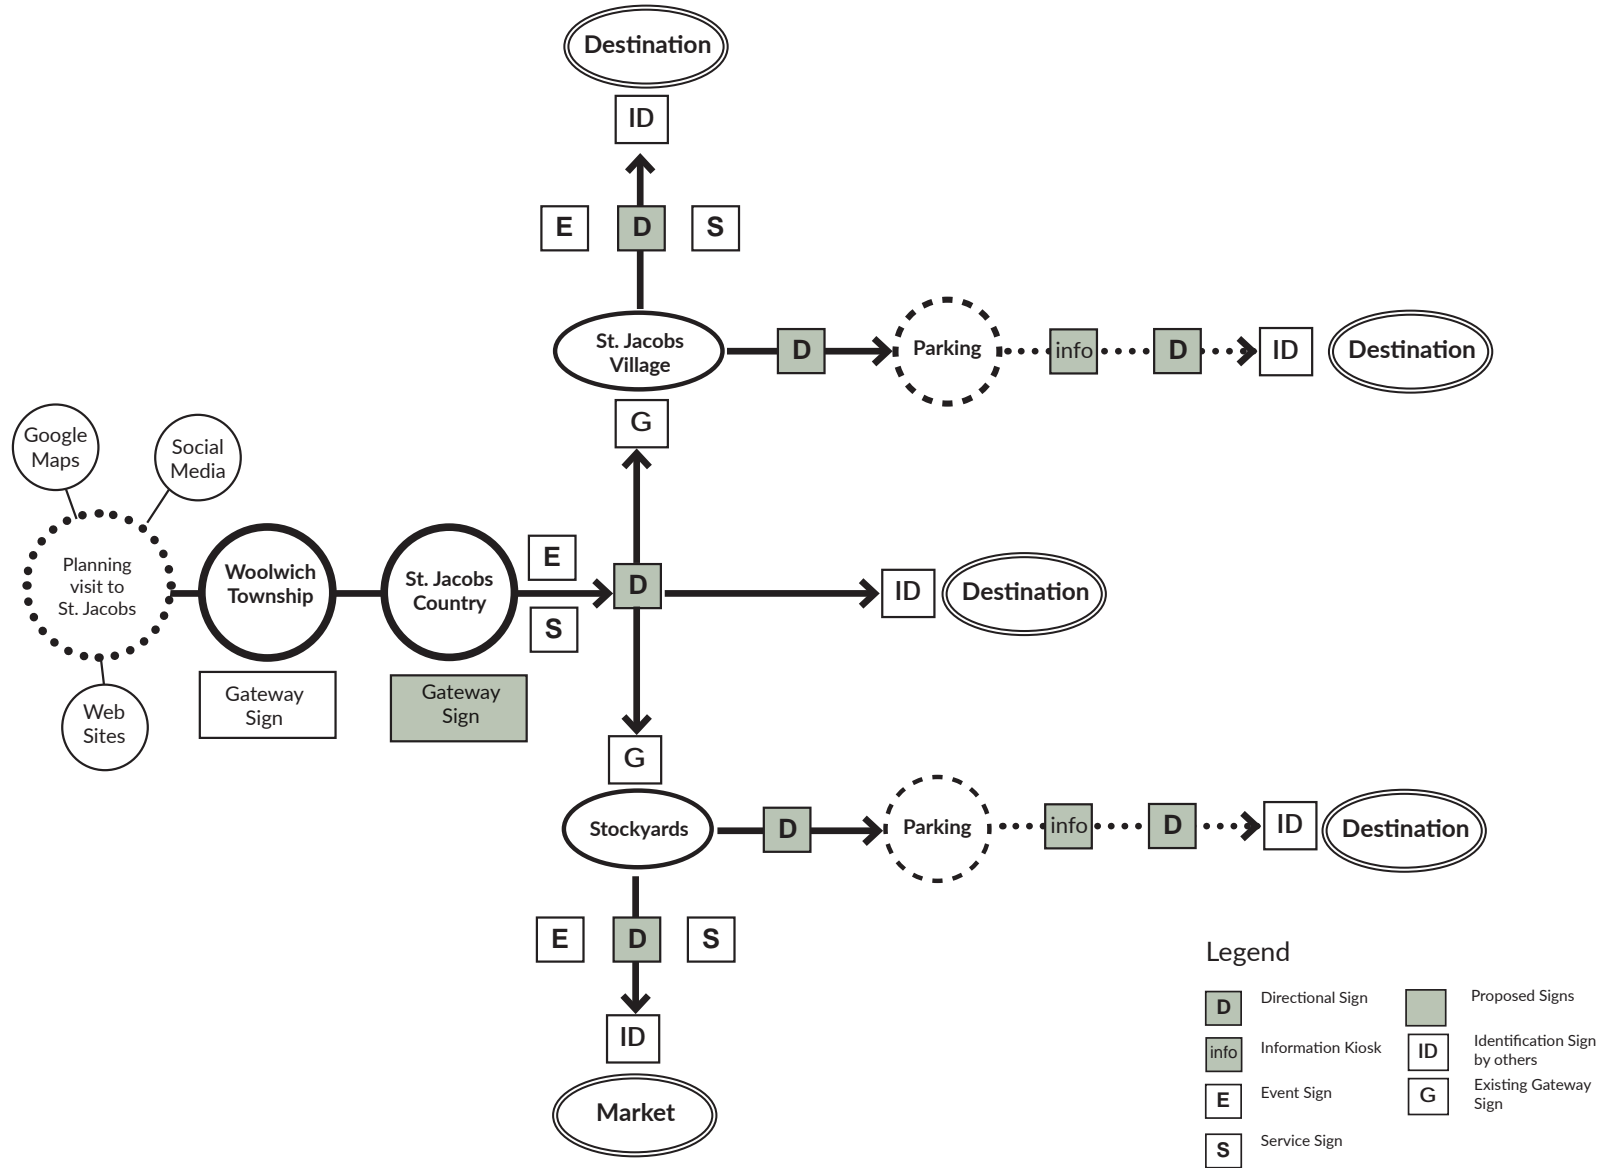 Destination
ID
E
D
S
St. Jacobs
Village
D
Parking
info
D
ID
Destination
G
Google
Maps
Social
Media
Planning
visit to
St. Jacobs
Web
Sites
Woolwich
Township
Gateway
Sign
St. Jacobs
Country
Gateway
Sign
E
S
D
ID
Destination
G
Stockyards
D
Parking
info
D
ID
Destination
E
D
S
ID
Market
Legend
D
Directional Sign
info
Information Kiosk
E
Event Sign
S
Service Sign
Proposed Signs
ID
Identification Sign
by others
G
Existing Gateway
Sign